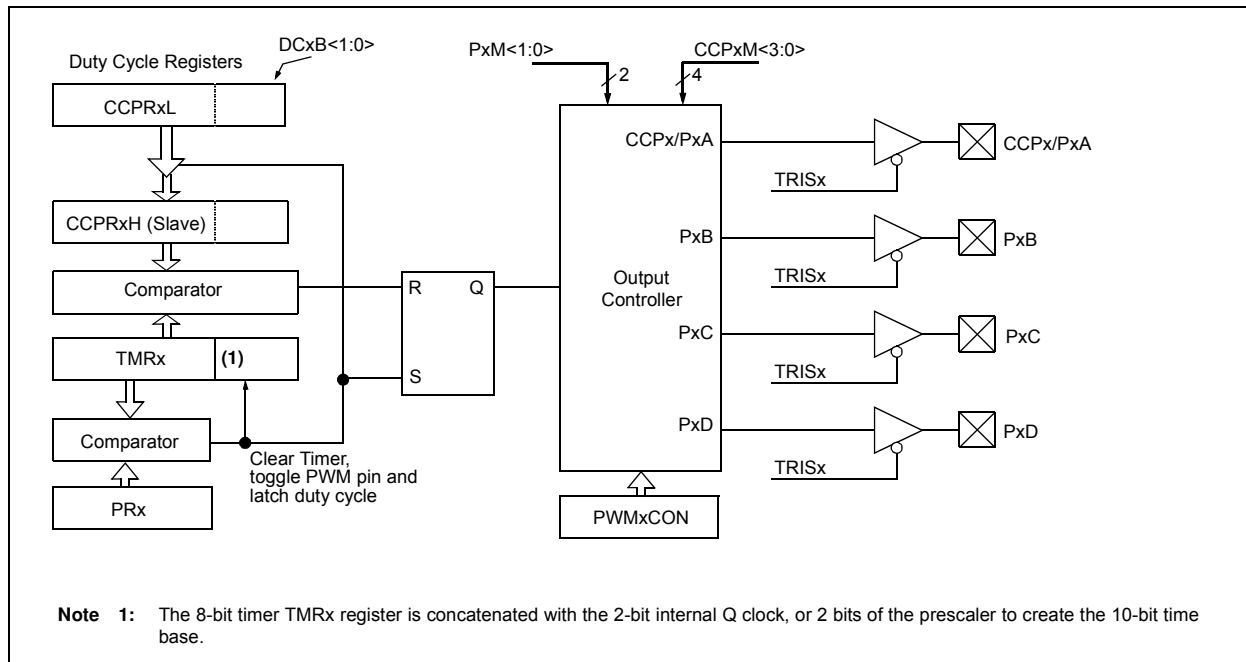 DCxB<1:0>
Duty Cycle Registers
CCPRxL
CCPRxH (Slave)
Comparator
TMRx
(1)
Comparator
PRx
Clear Timer,
toggle PWM pin and
latch duty cycle
R
Q
S
PxM<1:0>
2
CCPxM<3:0>
4
Output
Controller
CCPx/PxA
PxB
PxC
PxD
PWMxCON
TRISx
CCPx/PxA
TRISx
PxB
TRISx
PxC
TRISx
PxD
Note 1: The 8-bit timer TMRx register is concatenated with the 2-bit internal Q clock, or 2 bits of the prescaler to create the 10-bit time
base.